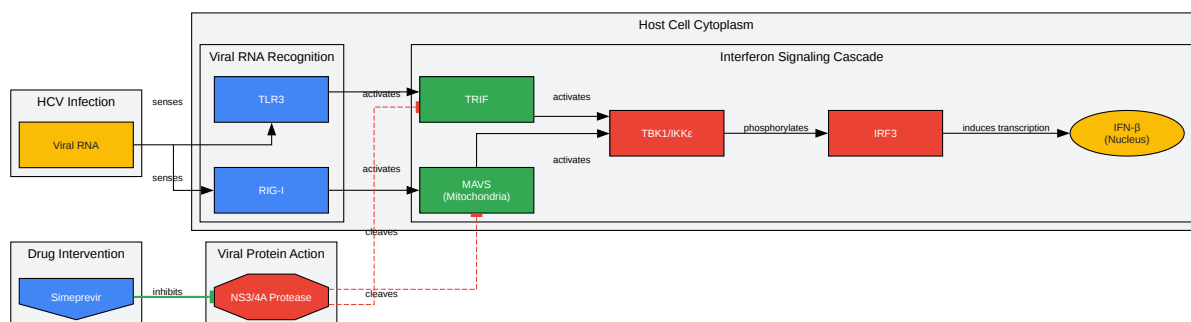 Host Cell Cytoplasm
Viral RNA Recognition
Interferon Signaling Cascade
HCV Infection
Viral RNA
senses
senses
TLR3
RIG-I
activates
activates
TRIF
MAVS
(Mitochondria)
activates
activates
TBK1/IKKε
phosphorylates
IRF3
induces transcription
IFN-β
(Nucleus)
cleaves
cleaves
Drug Intervention
Simeprevir
inhibits
Viral Protein Action
NS3/4A Protease